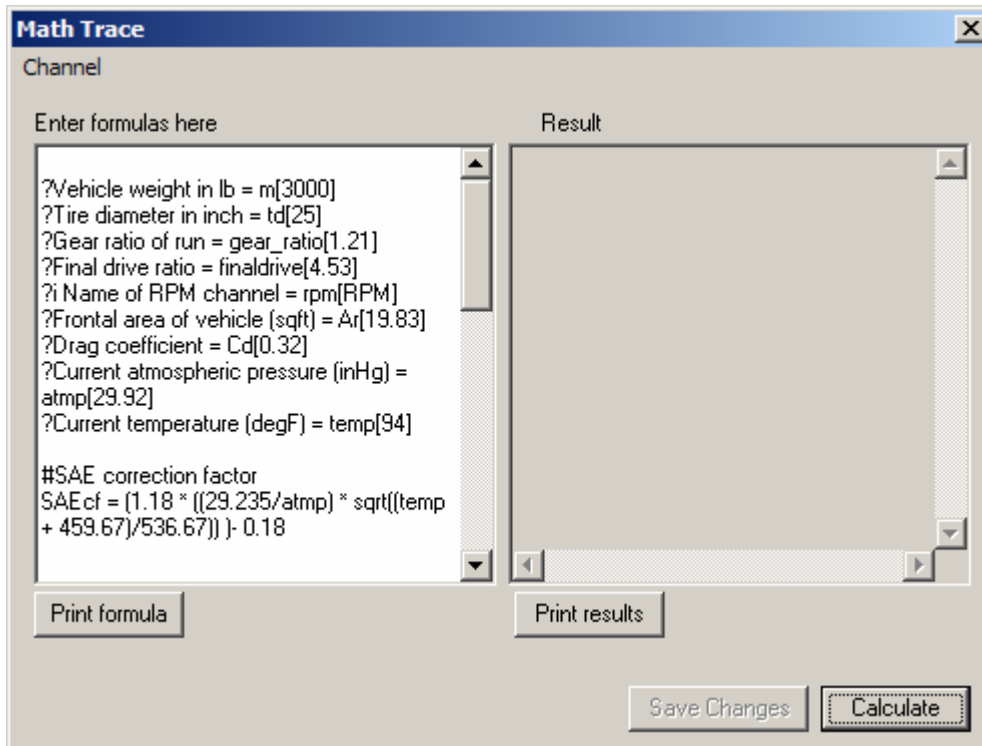 Math Trace
Channel
Enter formulas here
Result
?Vehicle weight in lb = m[3000]
?Tire diameter in inch = td[25]
?Gear ratio of run = gear_ratio[1.21]
?Final drive ratio = finaldrive[4.53]
?i Name of RPM channel = rpm[RPM]
?Frontal area of vehicle (sqft) = Ar[19.83]
?Drag coefficient = Cd[0.32]
?Current atmospheric pressure (inHg) =
atmp[29.92]
?Current temperature (degF) = temp[94]
#SAE correction factor
SAEcf = (1.18 * ((29.235/atmp) * sqrt((temp
+ 459.67)/536.67)) )- 0.18
Print formula
Print results
Save Changes
Calculate